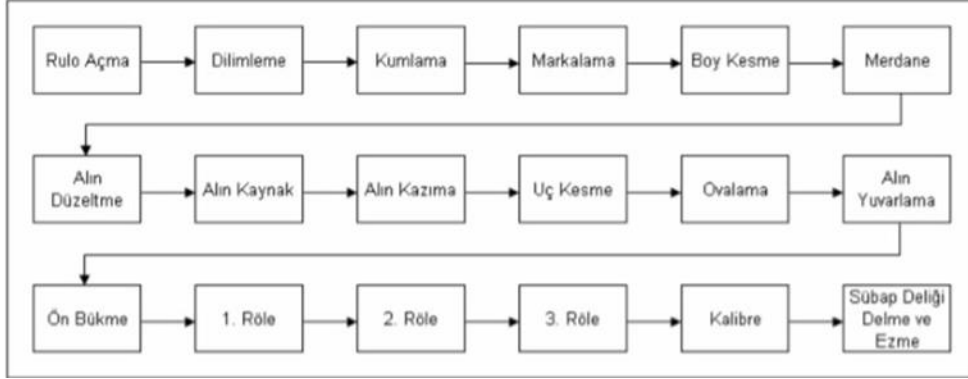 Rulo Açma
Dilimleme
Kumlama
Markalama
Boy Kesme
Merdane
Alın
Düzeltme
Alın Kaynak
Alın Kazıma
Uç Kesme
Ovalama
Alın
Yuvarlama
Ön Bükme
1. Röle
2. Röle
3. Röle
Kalibre
Sübap Deliği
Delme ve
Ezme